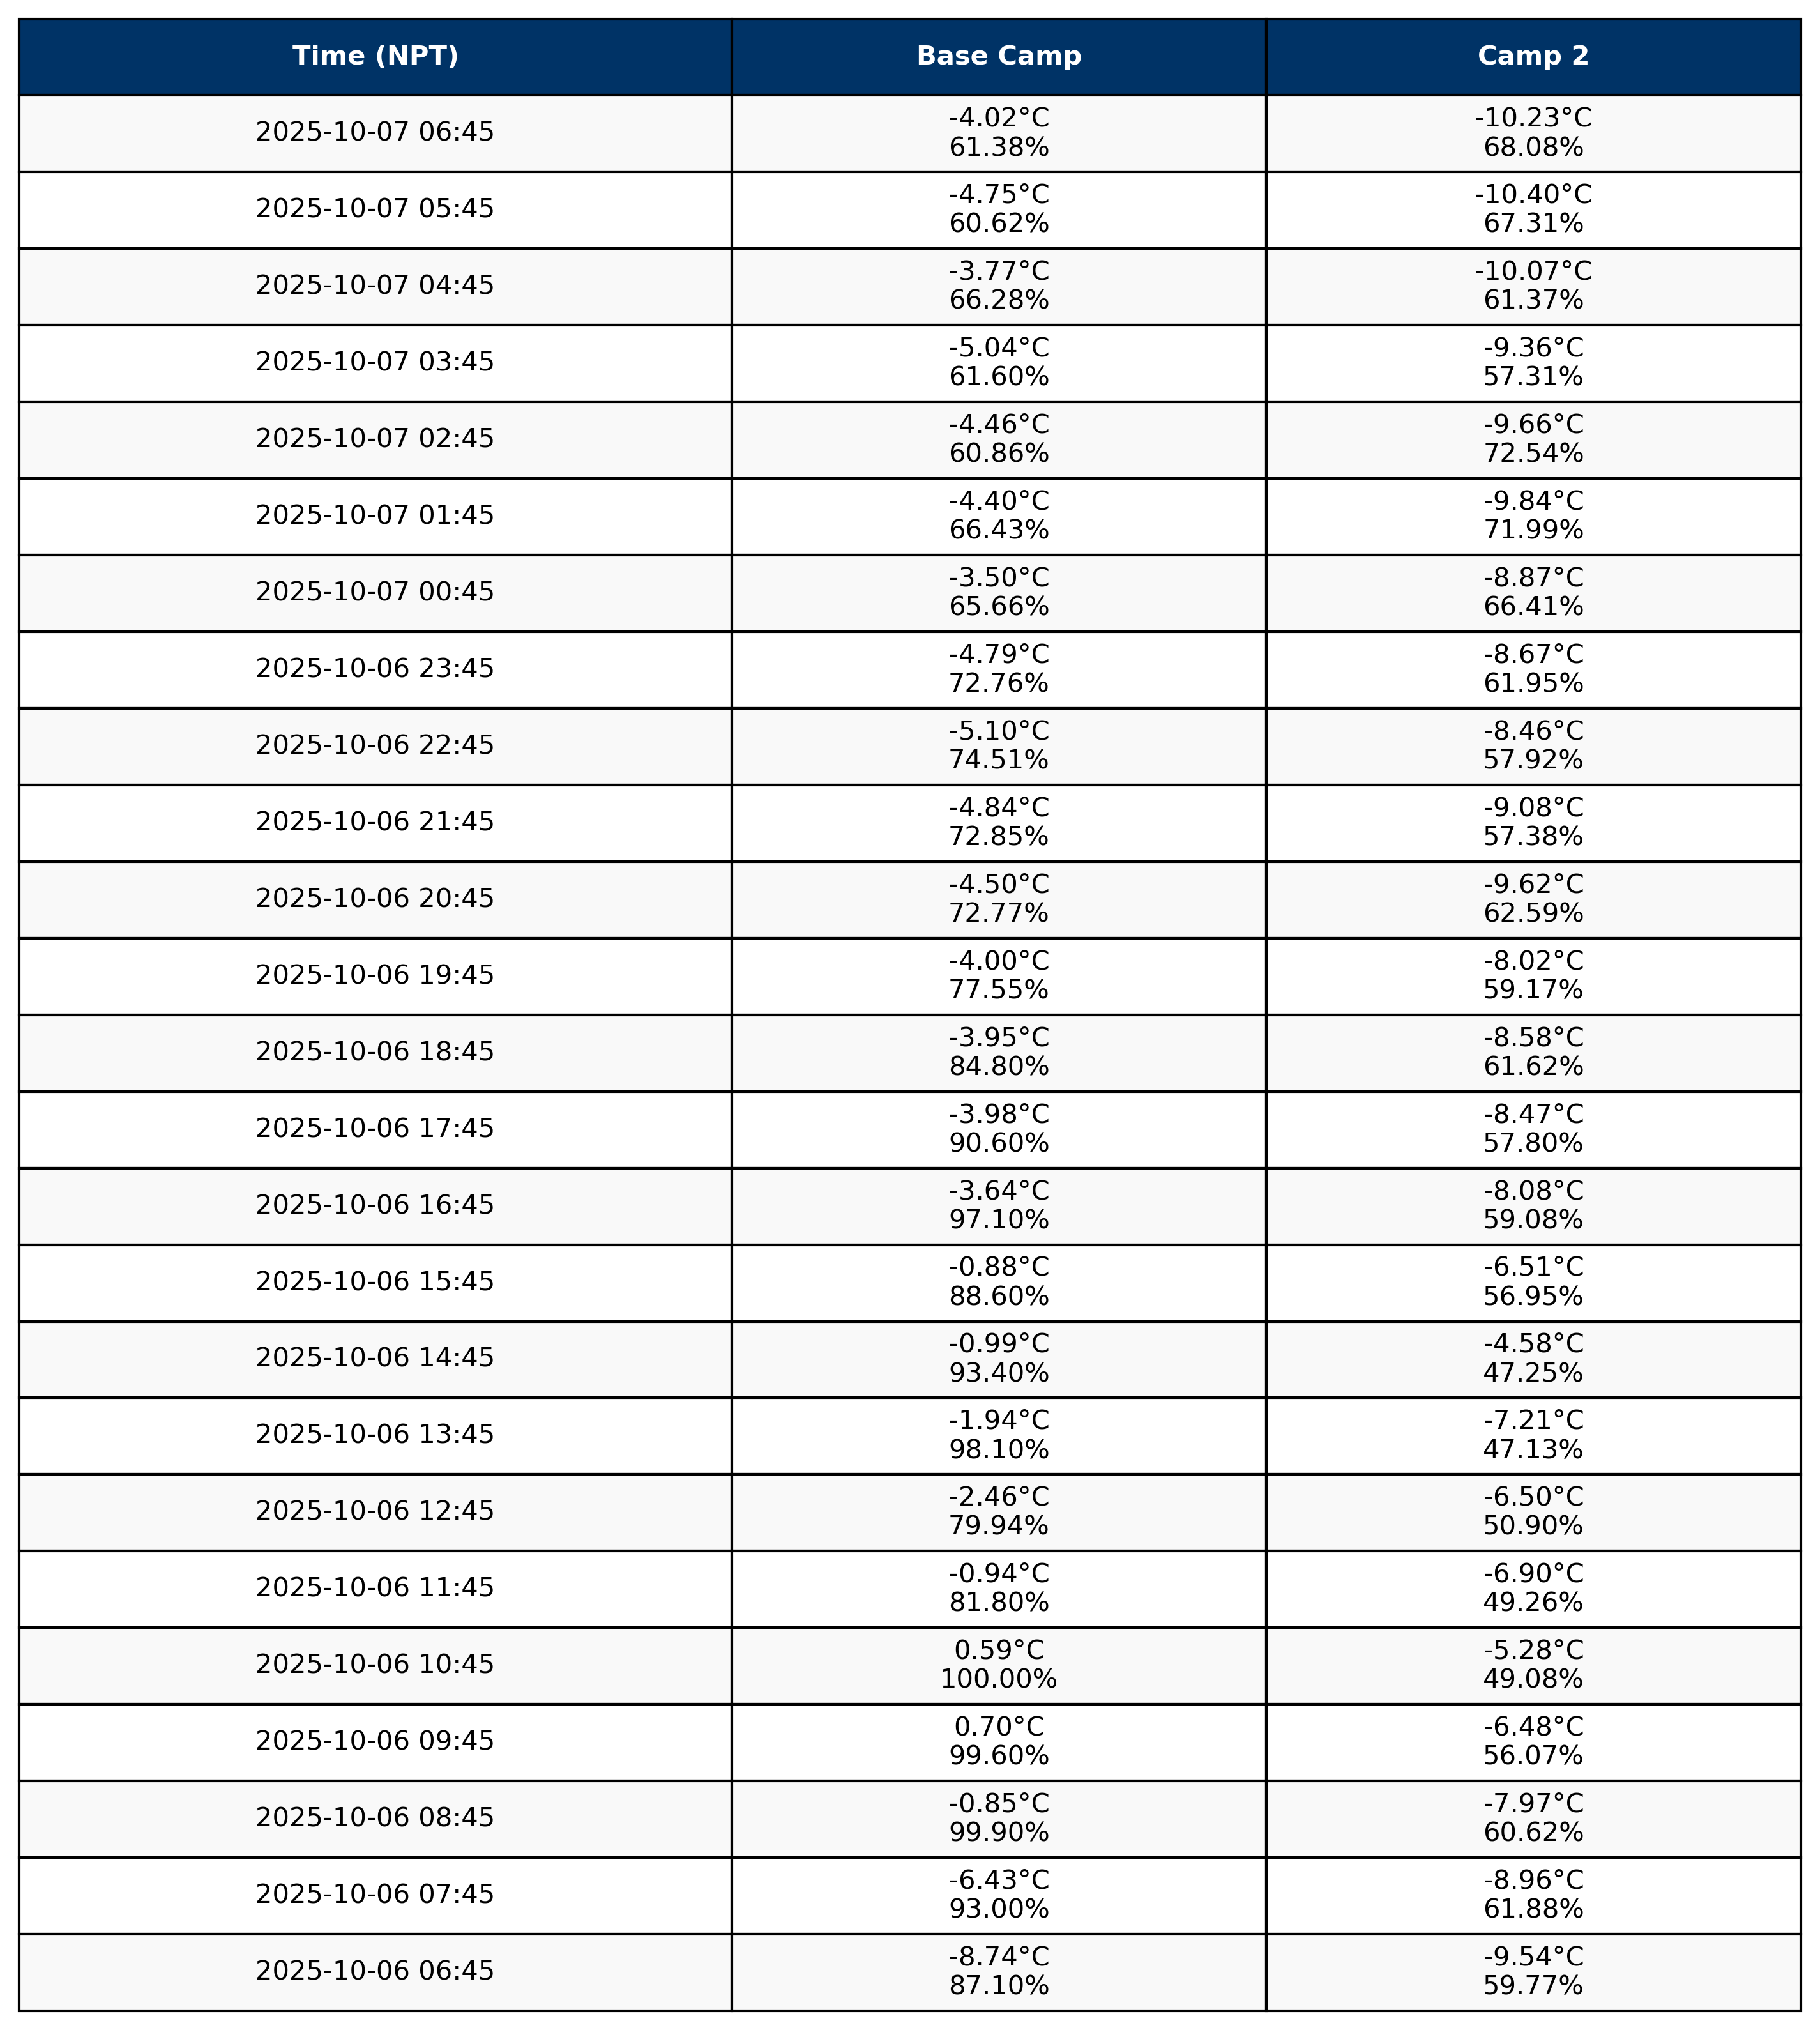 Time (NPT) Base Camp Camp 2
2025-10-07 06:45 -4.02°C -10.23°C
61.38% 68.08%
2025-10-07 05:45 -4.75°C -10.40°C
60.62% 67.31%
2025-10-07 04:45 -3.77°C -10.07°C
66.28% 61.37%
2025-10-07 03:45 -5.04°C -9.36°C
61.60% 57.31%
2025-10-07 02:45 -4.46°C -9.66°C
60.86% 72.54%
2025-10-07 01:45 -4.40°C -9.84°C
66.43% 71.99%
2025-10-07 00:45 -3.50°C -8.87°C
65.66% 66.41%
2025-10-06 23:45 -4.79°C -8.67°C
72.76% 61.95%
2025-10-06 22:45 -5.10°C -8.46°C
74.51% 57.92%
2025-10-06 21:45 -4.84°C -9.08°C
72.85% 57.38%
2025-10-06 20:45 -4.50°C -9.62°C
72.77% 62.59%
2025-10-06 19:45 -4.00°C -8.02°C
77.55% 59.17%
2025-10-06 18:45 -3.95°C -8.58°C
84.80% 61.62%
2025-10-06 17:45 -3.98°C -8.47°C
90.60% 57.80%
2025-10-06 16:45 -3.64°C -8.08°C
97.10% 59.08%
2025-10-06 15:45 -0.88°C -6.51°C
88.60% 56.95%
2025-10-06 14:45 -0.99°C -4.58°C
93.40% 47.25%
2025-10-06 13:45 -1.94°C -7.21°C
98.10% 47.13%
2025-10-06 12:45 -2.46°C -6.50°C
79.94% 50.90%
2025-10-06 11:45 -0.94°C -6.90°C
81.80% 49.26%
2025-10-06 10:45 0.59°C -5.28°C
100.00% 49.08%
2025-10-06 09:45 0.70°C -6.48°C
99.60% 56.07%
2025-10-06 08:45 -0.85°C -7.97°C
99.90% 60.62%
2025-10-06 07:45 -6.43°C -8.96°C
93.00% 61.88%
2025-10-06 06:45 -8.74°C -9.54°C
87.10% 59.77%